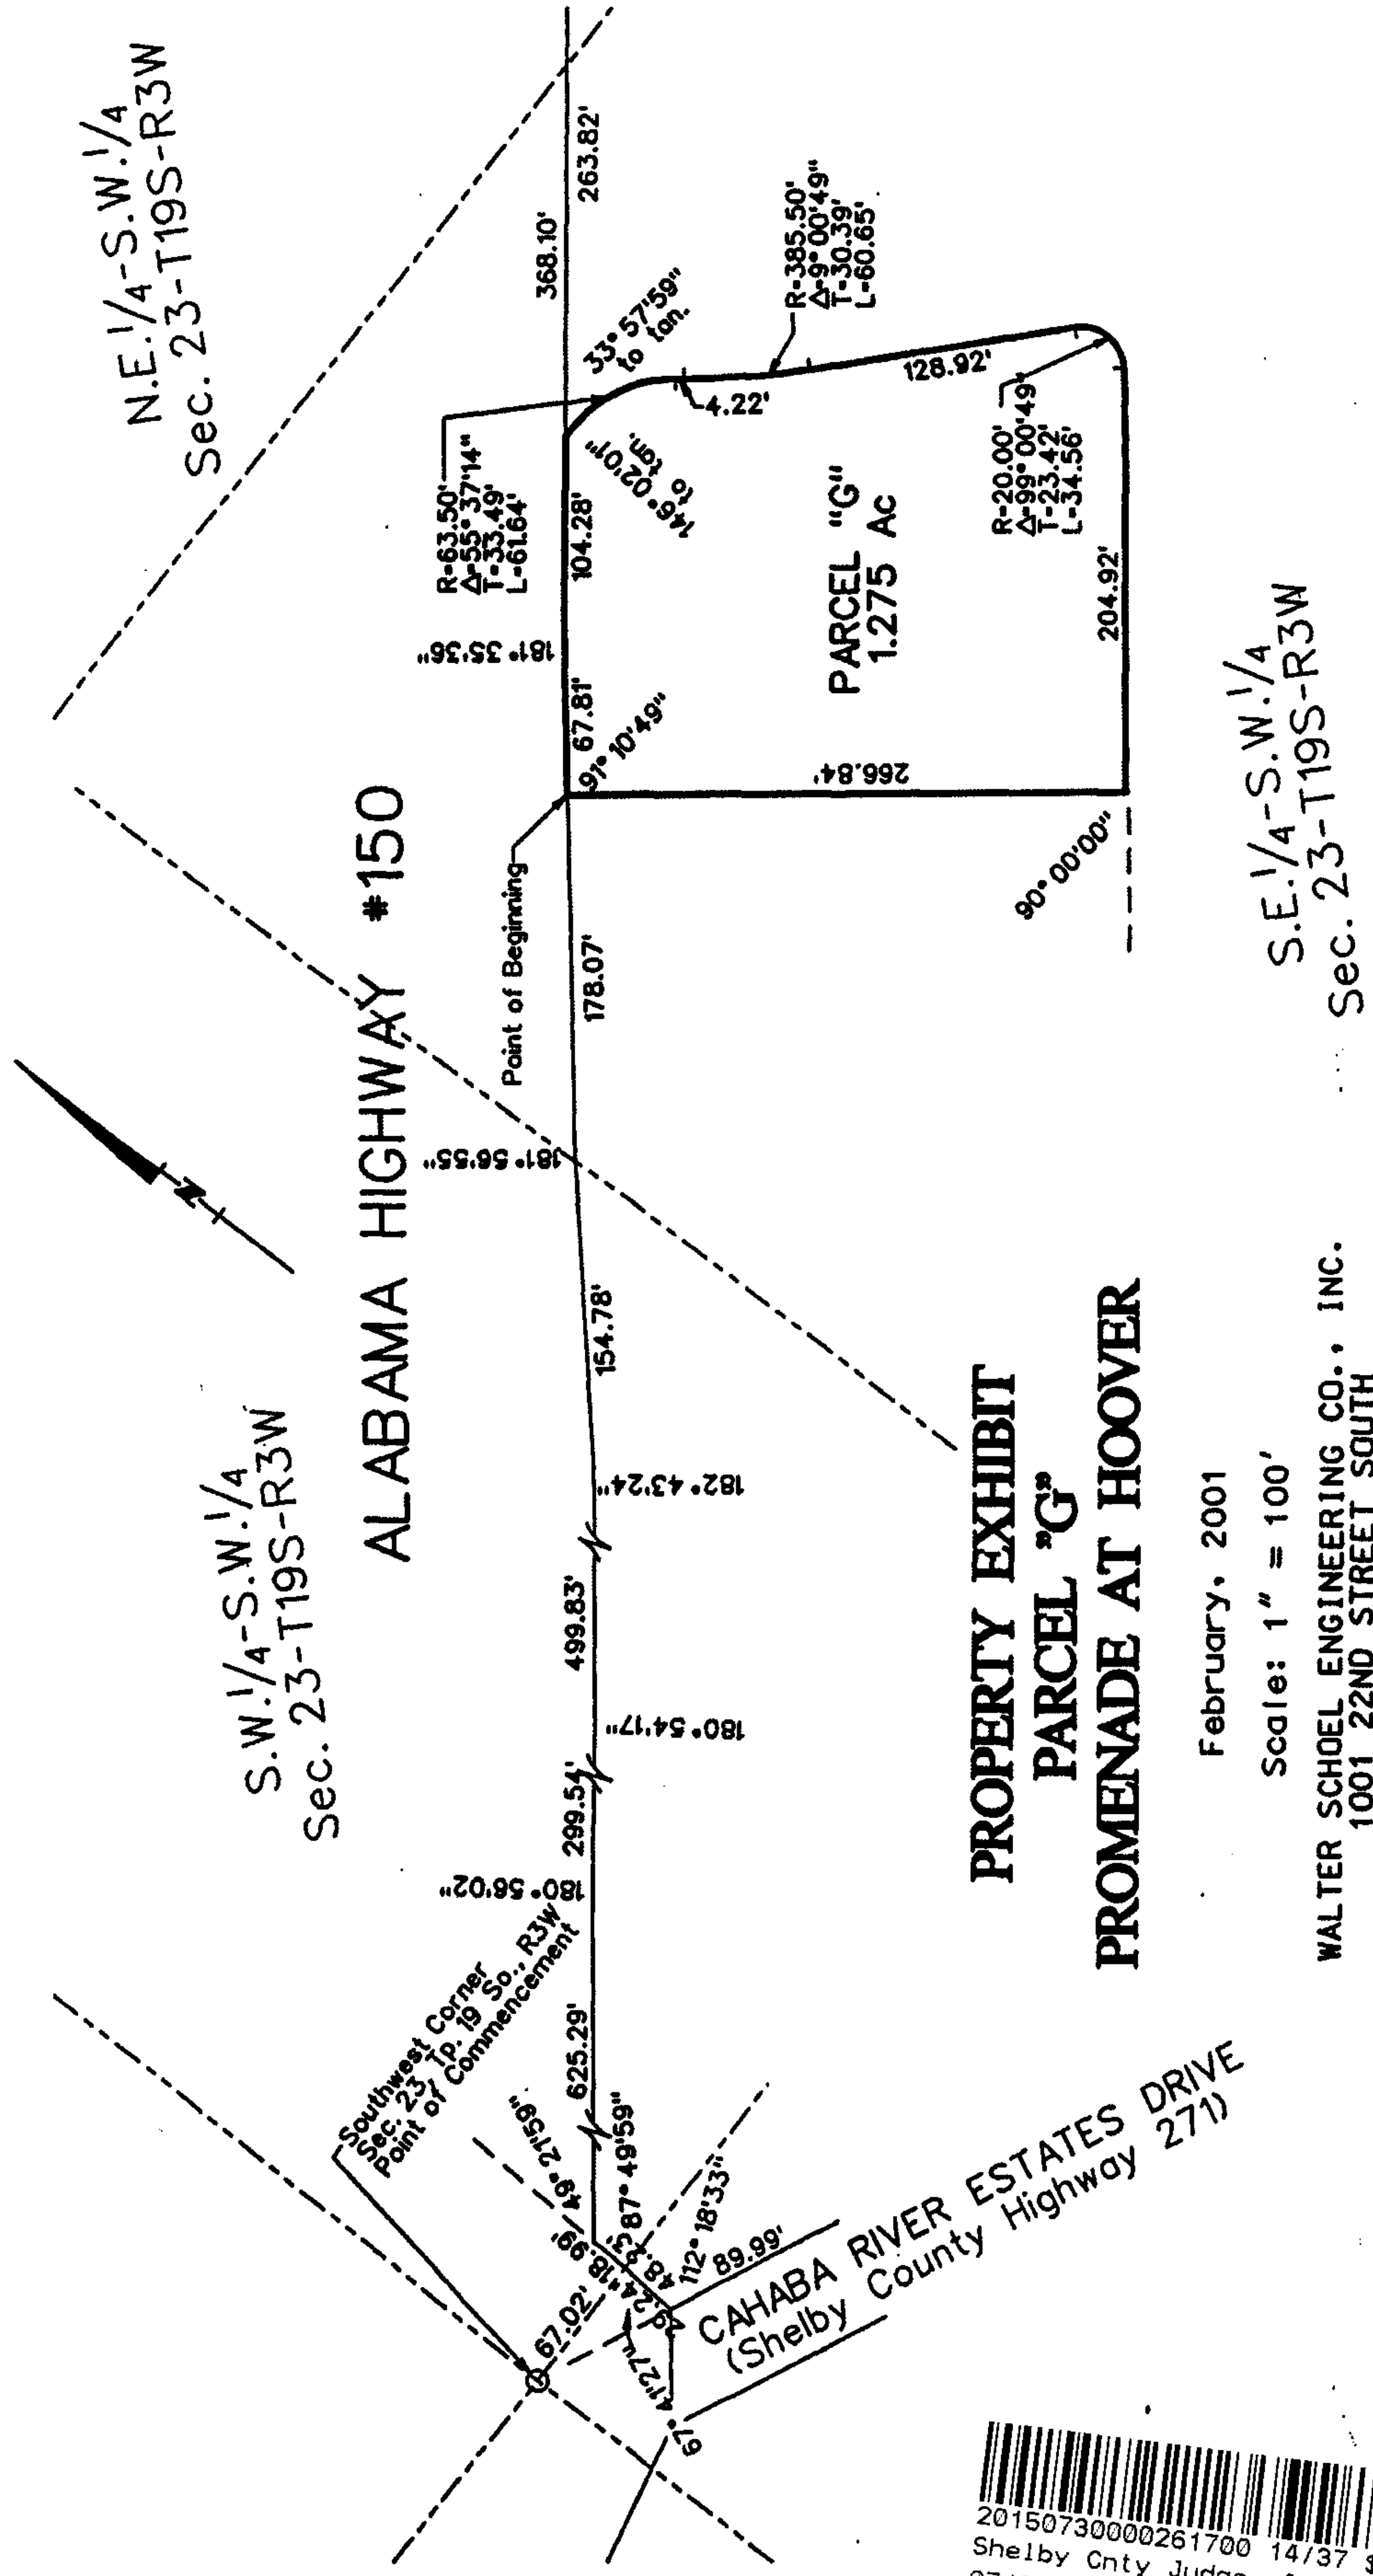 N.E.1/4-S.W.1/4
Sec. 23-T19S-R3W
S.W.1/4-S.W.1/4
Sec. 23-T19S-R3W
ALABAMA HIGHWAY #150
N
Southwest Corner
Sec. 23, Tp. 19 So., R3W
Point of Commencement
67.02'
18.99'
49° 21'59"
48.23'
87° 49'59"
112° 18'33"
89.99'
625.29'
180° 56'02"
299.54'
180° 54'17"
499.83'
182° 43'24"
154.78'
181° 56'55"
178.07'
Point of Beginning
67.81'
91° 10'49"
181° 35'36"
104.28'
R=63.50'
Δ=55° 37'14"
T=33.49'
L=61.64'
146° 02'01"
to tan.
33° 57'59"
to tan.
368.10'
263.82'
4.22'
R=385.50'
Δ=9° 00'49"
T=30.39'
L=60.65'
128.92'
R=20.00'
Δ=99° 00'49"
T=23.42'
L=34.56'
204.92'
266.84'
90° 00'00"
PARCEL "G"
1.275 Ac
S.E.1/4-S.W.1/4
Sec. 23-T19S-R3W
CAHABA RIVER ESTATES DRIVE
(Shelby County Highway 271)
PROPERTY EXHIBIT
PARCEL "G"
PROMENADE AT HOOVER
February, 2001
Scale: 1" = 100'
WALTER SCHOEL ENGINEERING CO., INC.
1001 22ND STREET SOUTH
20150730000261700 14/37 $
Shelby Cnty Judge